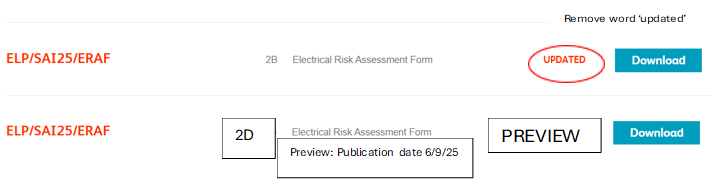 Remove word ‘updated’
ELP/SAI25/ERAF 2B Electrical Risk Assessment Form UPDATED Download
ELP/SAI25/ERAF 2D Electrical Risk Assessment Form PREVIEW Download
Preview: Publication date 6/9/25